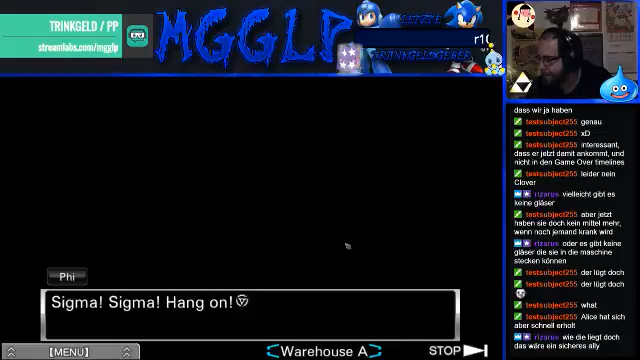 TRINKGELD / PP
streamlabs.com/mgglp
MGGLP
LETZTE
r1(
TRINKGELDGEBER
dass wir ja haben
testsubject255 genau
testsubject255 xD
testsubject255 interessant,
dass er jetzt damit ankommt, und
nicht in den Game Over timelines
testsubject255 leider nein
Clover
rizarus vielleicht gibt es
keine gläser
testsubject255 aber jetzt
haben sie doch kein mittel mehr,
wenn noch jemand krank wird
rizarus oder es gibt keine
gläser die sie in die maschine
stecken können
testsubject255 der lügt doch
testsubject255 der lügt doch
testsubject255 what
testsubject255 Alice hat sich
aber schnell erholt
rizarus wie die liegt doch
das wäre ein sicheres ally
Phi
Sigma! Sigma! Hang on!
[MENU]
Warehouse A
STOP